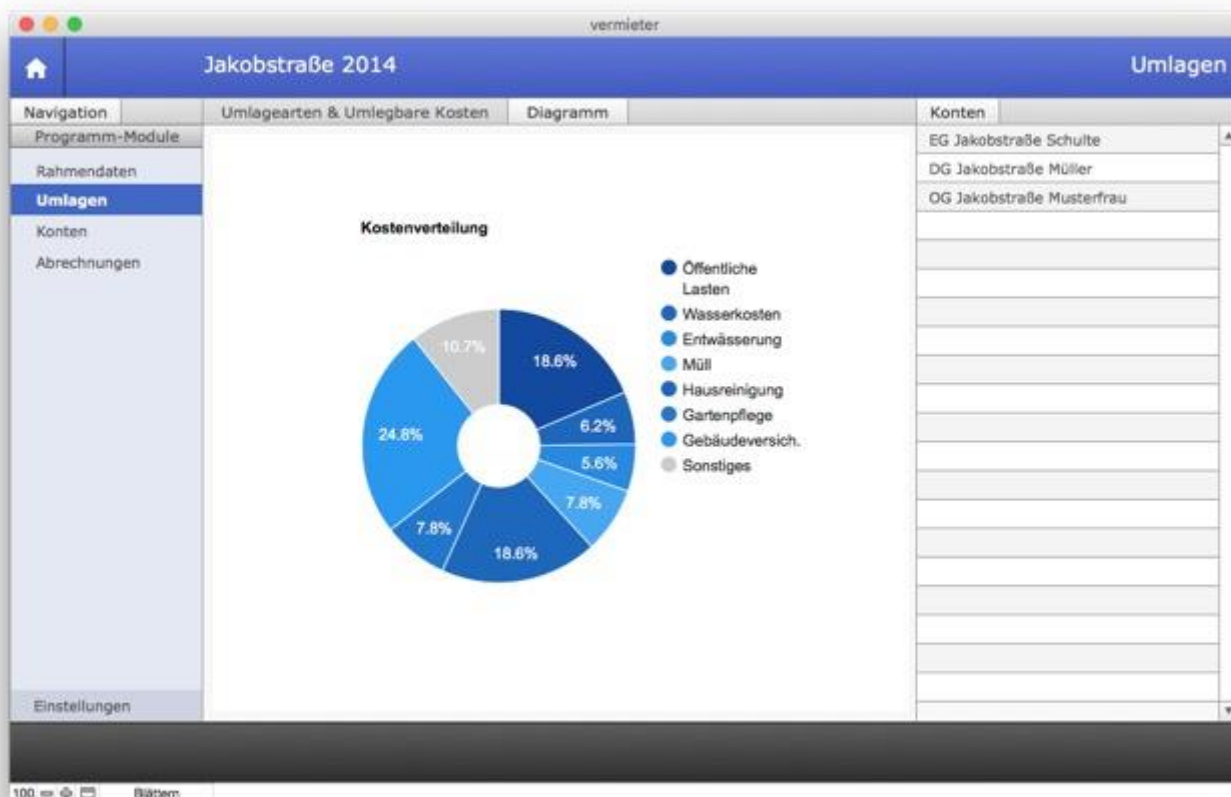 vermieter
Jakobstraße 2014
Umlagen
Navigation
Umlagearten & Umlegbare Kosten
Diagramm
Konten
Programm-Module
Rahmendaten
Umlagen
Konten
Abrechnungen
Einstellungen
Kostenverteilung
18.6%
6.2%
5.6%
7.8%
18.6%
7.8%
24.8%
10.7%
Öffentliche
Lasten
Wasserkosten
Entwässerung
Müll
Hausreinigung
Gartenpflege
Gebäudeversich.
Sonstiges
EG Jakobstraße Schulte
DG Jakobstraße Müller
OG Jakobstraße Musterfrau
100
Blättern